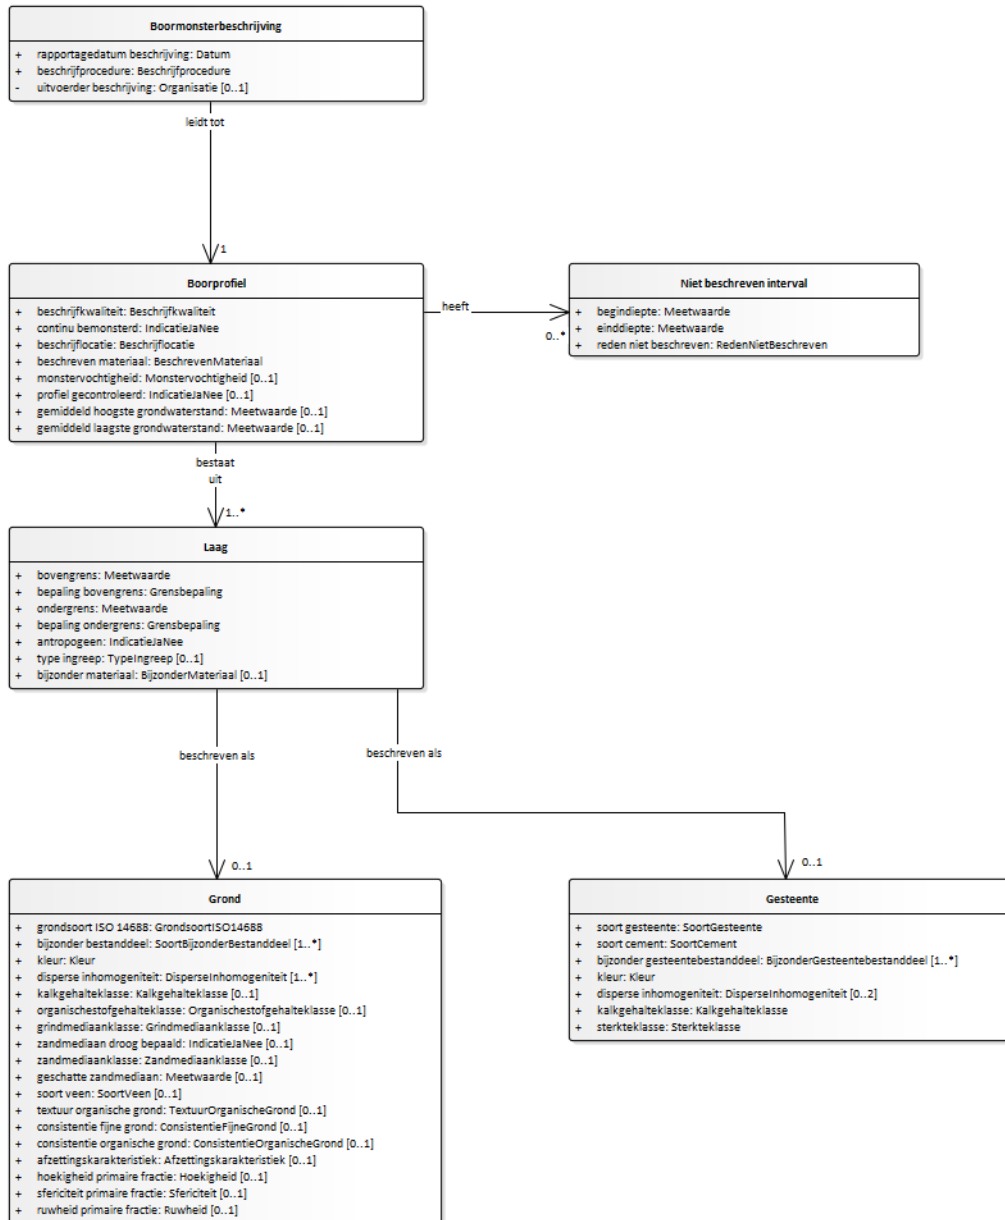 Boormonsterbeschrijving
+ rapportagedatum beschrijving: Datum
+ beschrijfprocedure: Beschrijfprocedure
- uitvoerder beschrijving: Organisatie [0..1]
leidt tot
1
Boorprofiel
+ beschrijfkwaliteit: Beschrijfkwaliteit
+ continu bemonsterd: IndicatieJaNee
+ beschrijflocatie: Beschrijflocatie
+ beschreven materiaal: BeschrevenMateriaal
+ monstervochtigheid: Monstervochtigheid [0..1]
+ profiel gecontroleerd: IndicatieJaNee [0..1]
+ gemiddeld hoogste grondwaterstand: Meetwaarde [0..1]
+ gemiddeld laagste grondwaterstand: Meetwaarde [0..1]
heeft
0..*
Niet beschreven interval
+ begindiepte: Meetwaarde
+ einddiepte: Meetwaarde
+ reden niet beschreven: RedenNietBeschreven
bestaat
uit
1..*
Laag
+ bovengrens: Meetwaarde
+ bepaling bovengrens: Grensbepaling
+ ondergrens: Meetwaarde
+ bepaling ondergrens: Grensbepaling
+ antropogeen: IndicatieJaNee
+ type ingreep: TypeIngreep [0..1]
+ bijzonder materiaal: BijzonderMateriaal [0..1]
beschreven als
0..1
beschreven als
0..1
Grond
+ grondsoort ISO 14688: GrondsoortISO14688
+ bijzonder bestanddeel: SoortBijzonderBestanddeel [1..*]
+ kleur: Kleur
+ disperse inhomogeniteit: DisperseInhomogeniteit [1..*]
+ kalkgehalteklasse: Kalkgehalteklasse [0..1]
+ organischestofgehalteklasse: Organischestofgehalteklasse [0..1]
+ grindmediaanklasse: Grindmediaanklasse [0..1]
+ zandmediaan droog bepaald: IndicatieJaNee [0..1]
+ zandmediaanklasse: Zandmediaanklasse [0..1]
+ geschatte zandmediaan: Meetwaarde [0..1]
+ soort veen: SoortVeen [0..1]
+ textuur organische grond: TextuurOrganischeGrond [0..1]
+ consistentie fijne grond: ConsistentieFijneGrond [0..1]
+ consistentie organische grond: ConsistentieOrganischeGrond [0..1]
+ afzettingskarakteristiek: Afzettingskarakteristiek [0..1]
+ hoekigheid primaire fractie: Hoekigheid [0..1]
+ sfericiteit primaire fractie: Sfericiteit [0..1]
+ ruwheid primaire fractie: Ruwheid [0..1]
Gesteente
+ soort gesteente: SoortGesteente
+ soort cement: SoortCement
+ bijzonder gesteentebestanddeel: BijzonderGesteentebestanddeel [1..*]
+ kleur: Kleur
+ disperse inhomogeniteit: DisperseInhomogeniteit [0..2]
+ kalkgehalteklasse: Kalkgehalteklasse
+ sterkteklasse: Sterkteklasse